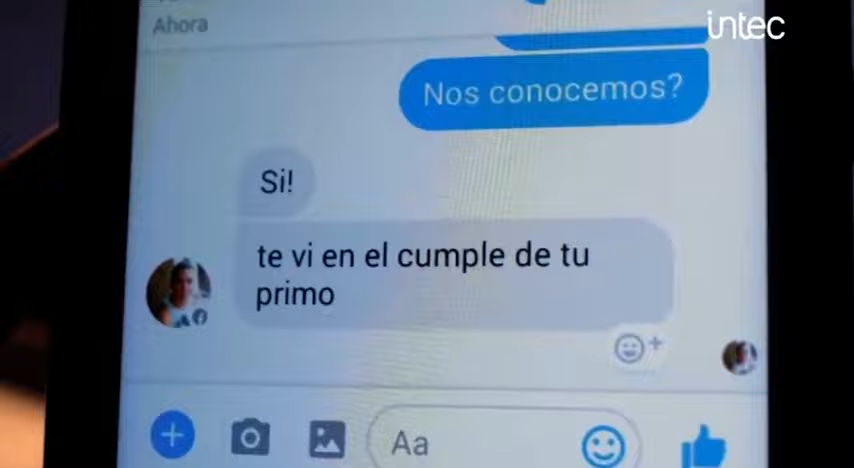 intec
Ahora
Nos conocemos?
Si!
te vi en el cumple de tu
primo
Aa